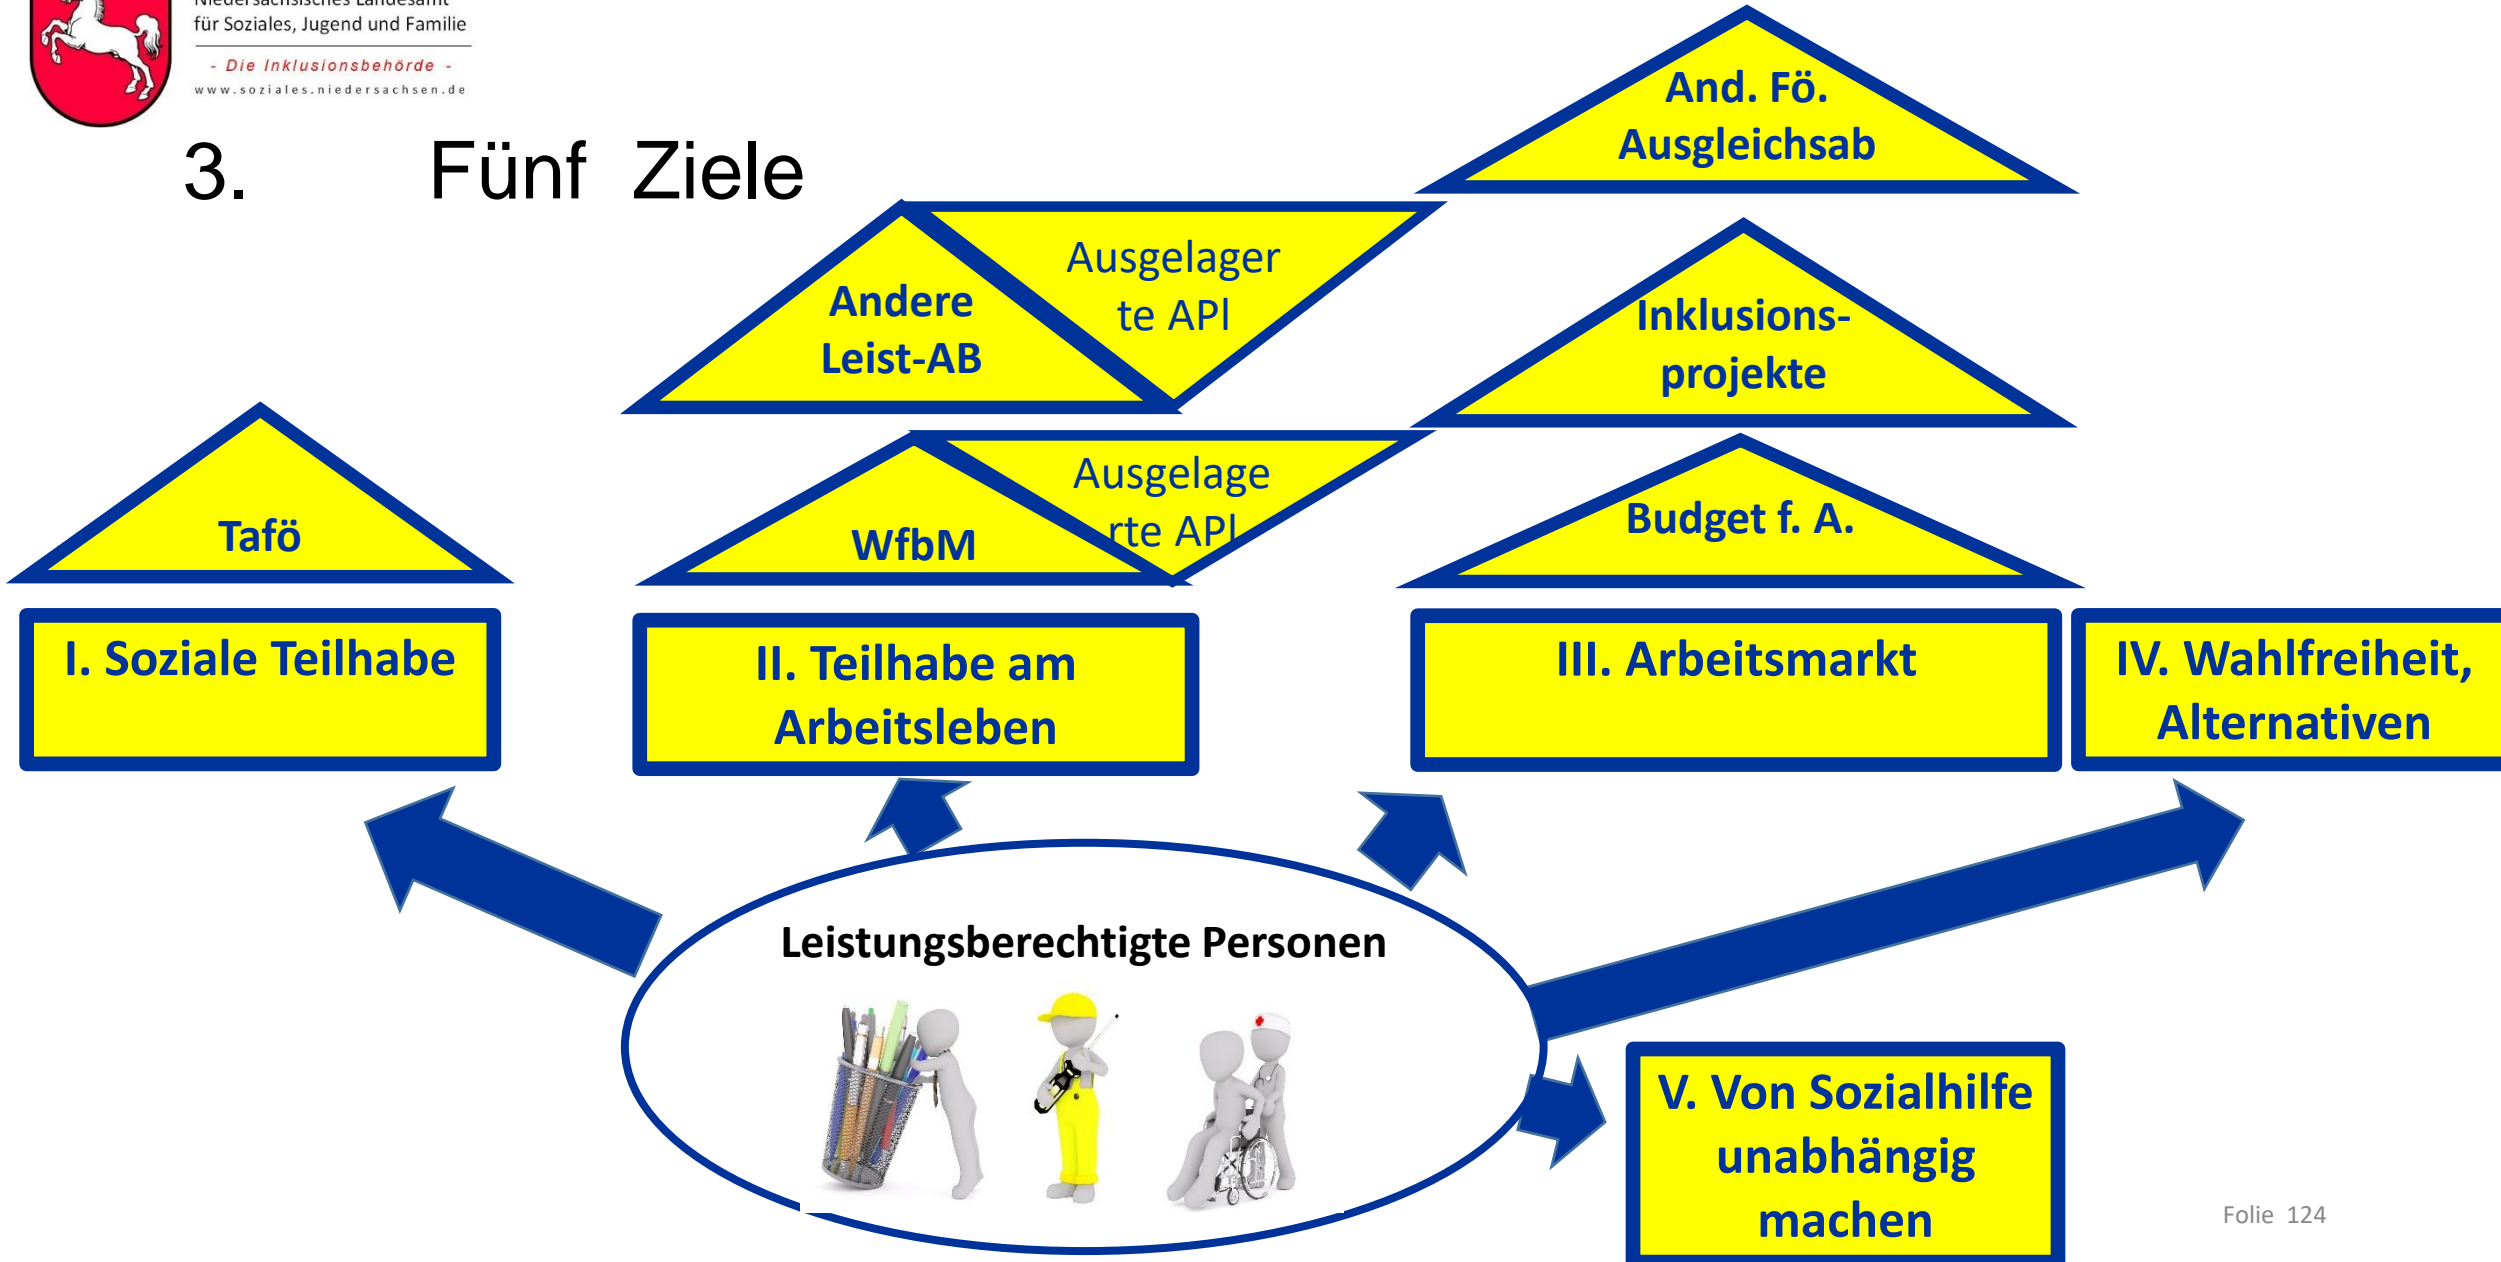 Niedersächsisches Landesamt
für Soziales, Jugend und Familie
- Die Inklusionsbehörde -
www.soziales.niedersachsen.de
3. Fünf Ziele
And. Fö.
Ausgleichsab
Andere
Leist-AB
Ausgelager
te APl
Inklusions-
projekte
Tafö
WfbM
Ausgelage
rte APl
Budget f. A.
I. Soziale Teilhabe
II. Teilhabe am
Arbeitsleben
III. Arbeitsmarkt
IV. Wahlfreiheit,
Alternativen
Leistungsberechtigte Personen
V. Von Sozialhilfe
unabhängig
machen
Folie 124